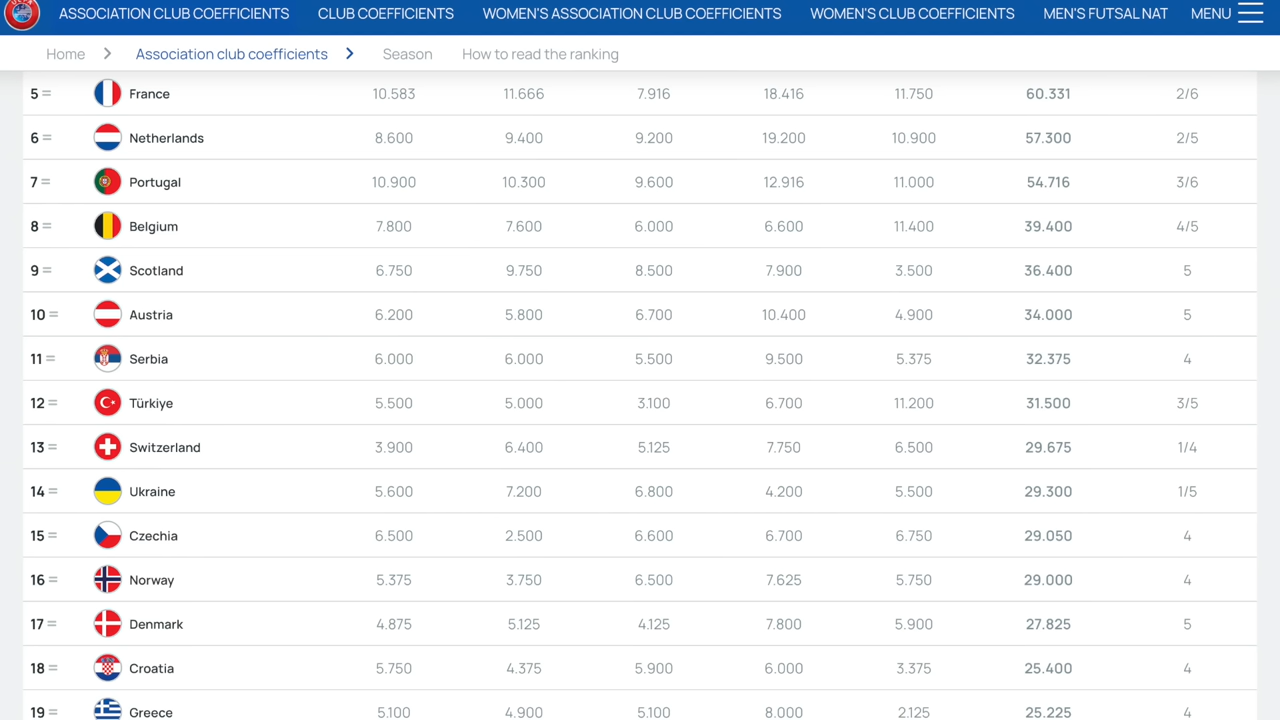 ASSOCIATION CLUB COEFFICIENTS CLUB COEFFICIENTS WOMEN'S ASSOCIATION CLUB COEFFICIENTS WOMEN'S CLUB COEFFICIENTS MEN'S FUTSAL NAT MENU
Home Association club coefficients Season How to read the ranking
5 = France 10.583 11.666 7.916 18.416 11.750 60.331 2/6
6 = Netherlands 8.600 9.400 9.200 19.200 10.900 57.300 2/5
7 = Portugal 10.900 10.300 9.600 12.916 11.000 54.716 3/6
8 = Belgium 7.800 7.600 6.000 6.600 11.400 39.400 4/5
9 = Scotland 6.750 9.750 8.500 7.900 3.500 36.400 5
10 = Austria 6.200 5.800 6.700 10.400 4.900 34.000 5
11 = Serbia 6.000 6.000 5.500 9.500 5.375 32.375 4
12 = Türkiye 5.500 5.000 3.100 6.700 11.200 31.500 3/5
13 = Switzerland 3.900 6.400 5.125 7.750 6.500 29.675 1/4
14 = Ukraine 5.600 7.200 6.800 4.200 5.500 29.300 1/5
15 = Czechia 6.500 2.500 6.600 6.700 6.750 29.050 4
16 = Norway 5.375 3.750 6.500 7.625 5.750 29.000 4
17 = Denmark 4.875 5.125 4.125 7.800 5.900 27.825 5
18 = Croatia 5.750 4.375 5.900 6.000 3.375 25.400 4
19 = Greece 5.100 4.900 5.100 8.000 2.125 25.225 4